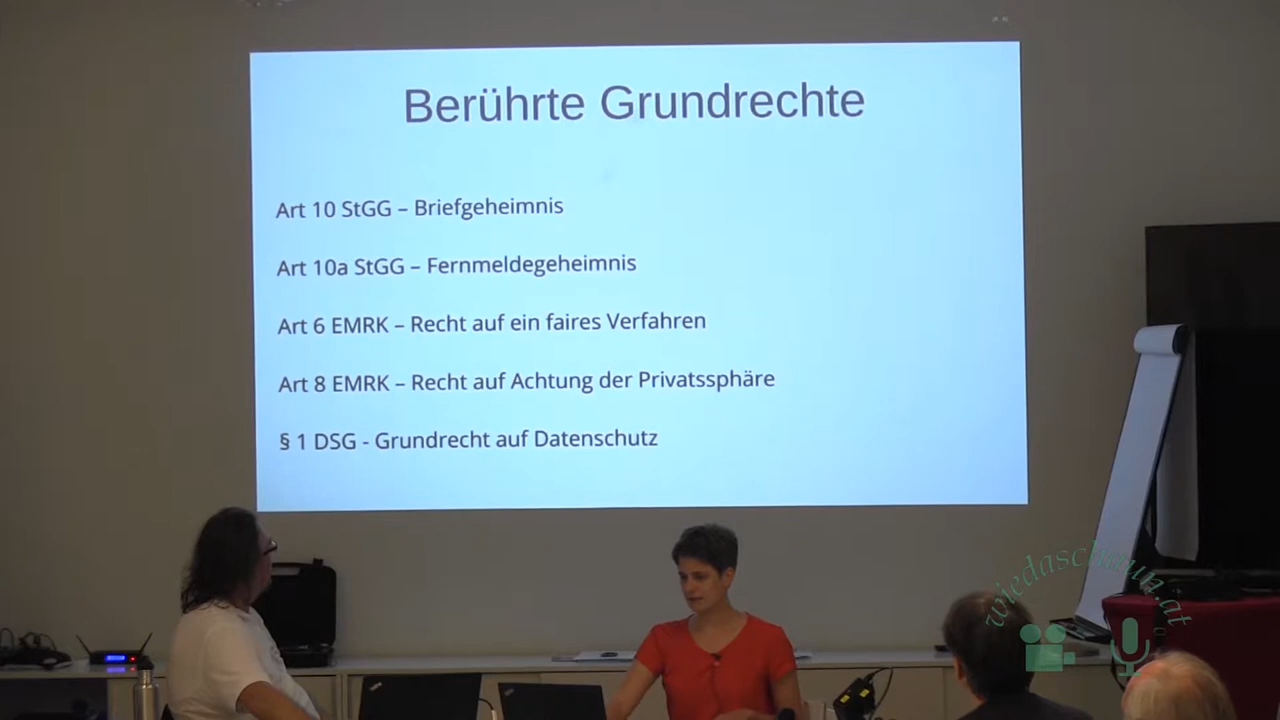 Berührte Grundrechte
Art 10 StGG – Briefgeheimnis
Art 10a StGG – Fernmeldegeheimnis
Art 6 EMRK – Recht auf ein faires Verfahren
Art 8 EMRK – Recht auf Achtung der Privatssphäre
§ 1 DSG - Grundrecht auf Datenschutz
wiedaschaun.at